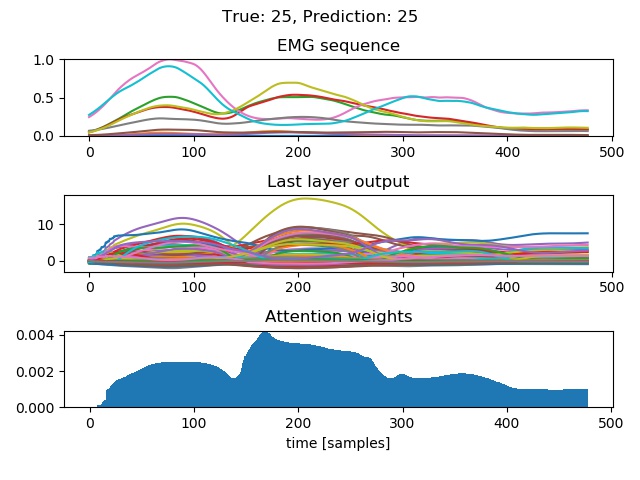 True: 25, Prediction: 25
EMG sequence
1.0
0.5
0.0
0 100 200 300 400 500
Last layer output
10
0
0 100 200 300 400 500
Attention weights
0.004
0.002
0.000
0 100 200 300 400 500
time [samples]